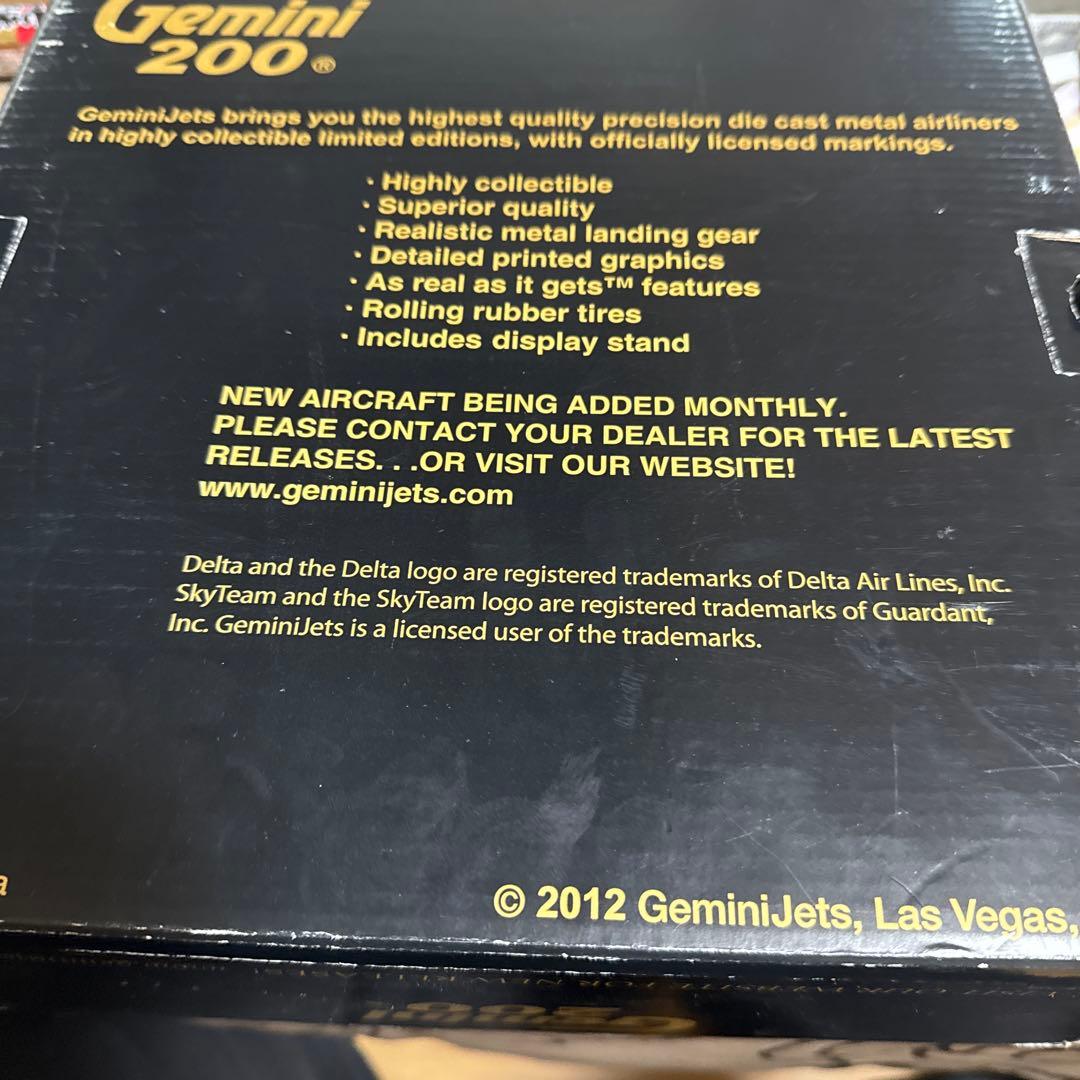 Gemini
200®
GeminiJets brings you the highest quality precision die cast metal airliners
in highly collectible limited editions, with officially licensed markings.
· Highly collectible
· Superior quality
· Realistic metal landing gear
· Detailed printed graphics
· As real as it gets™ features
· Rolling rubber tires
· Includes display stand
NEW AIRCRAFT BEING ADDED MONTHLY.
PLEASE CONTACT YOUR DEALER FOR THE LATEST
RELEASES. . .OR VISIT OUR WEBSITE!
www.geminijets.com
Delta and the Delta logo are registered trademarks of Delta Air Lines, Inc.
SkyTeam and the SkyTeam logo are registered trademarks of Guardant,
Inc. GeminiJets is a licensed user of the trademarks.
a
© 2012 GeminiJets, Las Vegas,